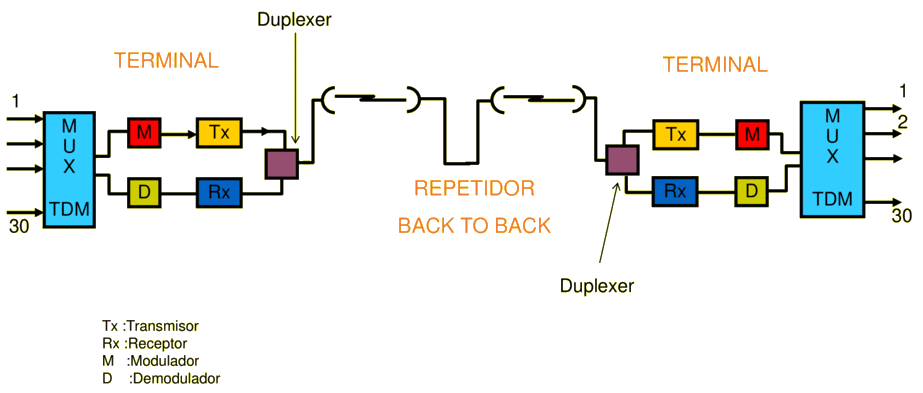 Duplexer
TERMINAL
TERMINAL
1
M
U
X
TDM
30
M
Tx
D
Rx
REPETIDOR
BACK TO BACK
Tx
M
Rx
D
M
U
X
TDM
1
2
30
Duplexer
Tx :Transmisor
Rx :Receptor
M :Modulador
D :Demodulador